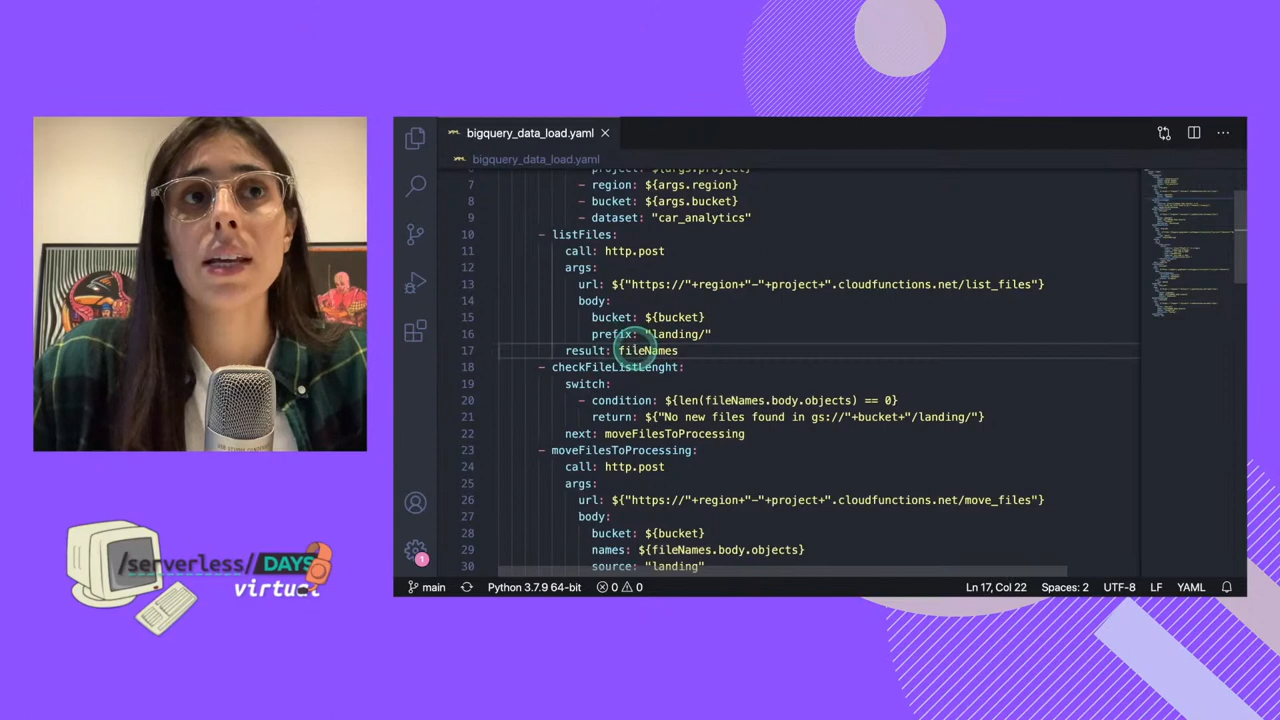 bigquery_data_load.yaml
bigquery_data_load.yaml
project: ${args.project}
7 - region: ${args.region}
8 - bucket: ${args.bucket}
9 - dataset: "car_analytics"
10 - listFiles:
11 call: http.post
12 args:
13 url: ${"https://"+region+"-"+project+".cloudfunctions.net/list_files"}
14 body:
15 bucket: ${bucket}
16 prefix: "landing/"
17 result: fileNames
18 - checkFileListLenght:
19 switch:
20 - condition: ${len(fileNames.body.objects) == 0}
21 return: ${"No new files found in gs://"+bucket+"/landing/"}
22 next: moveFilesToProcessing
23 - moveFilesToProcessing:
24 call: http.post
25 args:
26 url: ${"https://"+region+"-"+project+".cloudfunctions.net/move_files"}
27 body:
28 bucket: ${bucket}
29 names: ${fileNames.body.objects}
30 source: "landing"
1
main Python 3.7.9 64-bit 0 0 Ln 17, Col 22 Spaces: 2 UTF-8 LF YAML
/serverless/DAYS
virtual